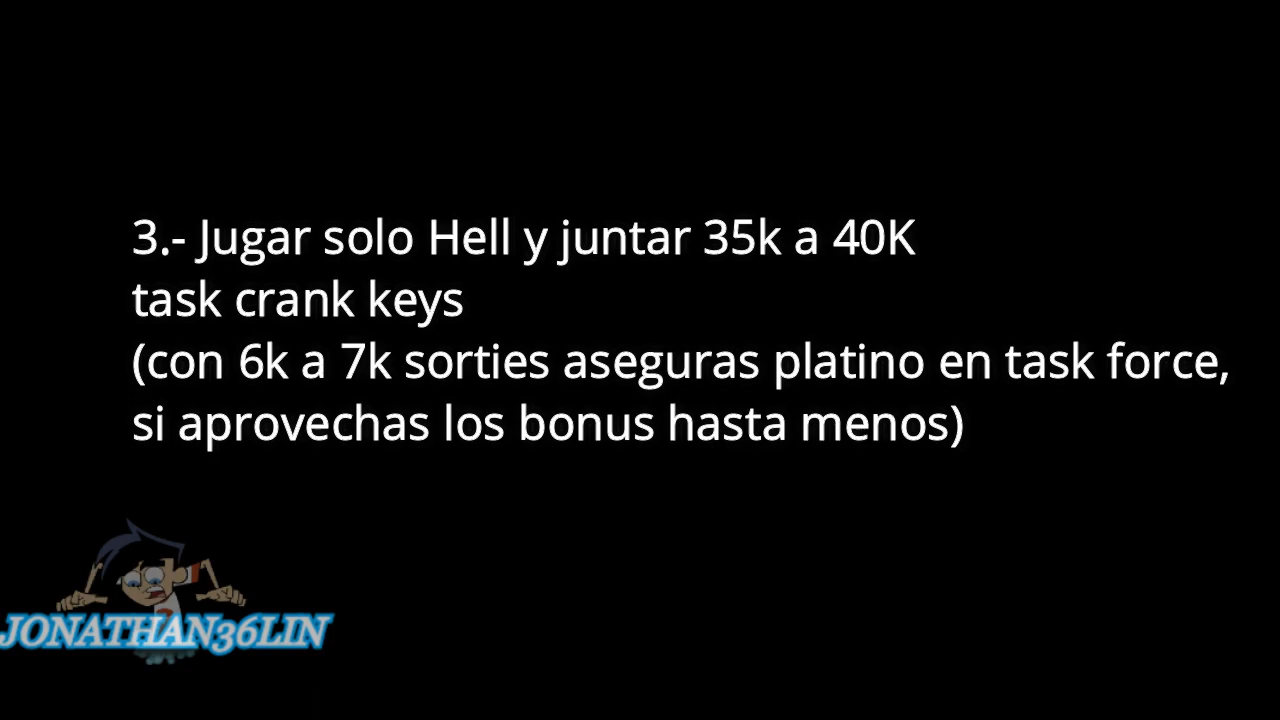 3.- Jugar solo Hell y juntar 35k a 40K
task crank keys
(con 6k a 7k sorties aseguras platino en task force,
si aprovechas los bonus hasta menos)
JONATHAN36LIN